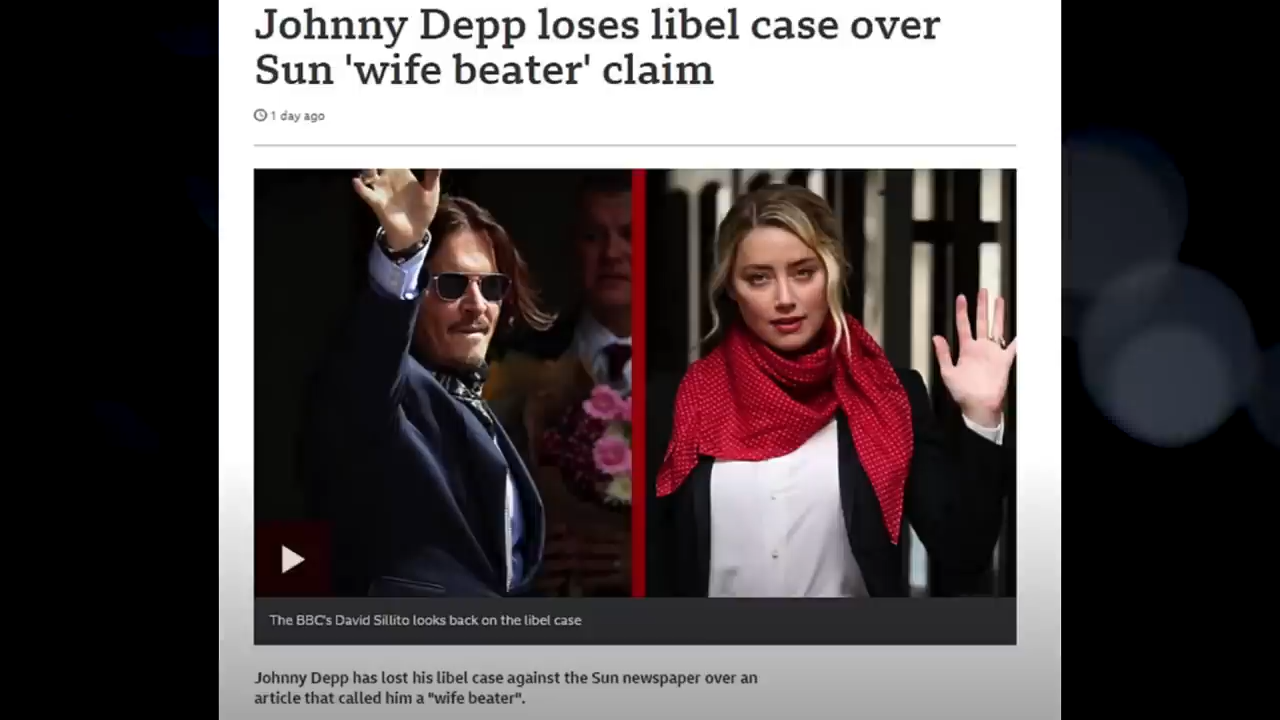 Johnny Depp loses libel case over
Sun 'wife beater' claim
1 day ago
The BBC's David Sillito looks back on the libel case
Johnny Depp has lost his libel case against the Sun newspaper over an
article that called him a "wife beater".